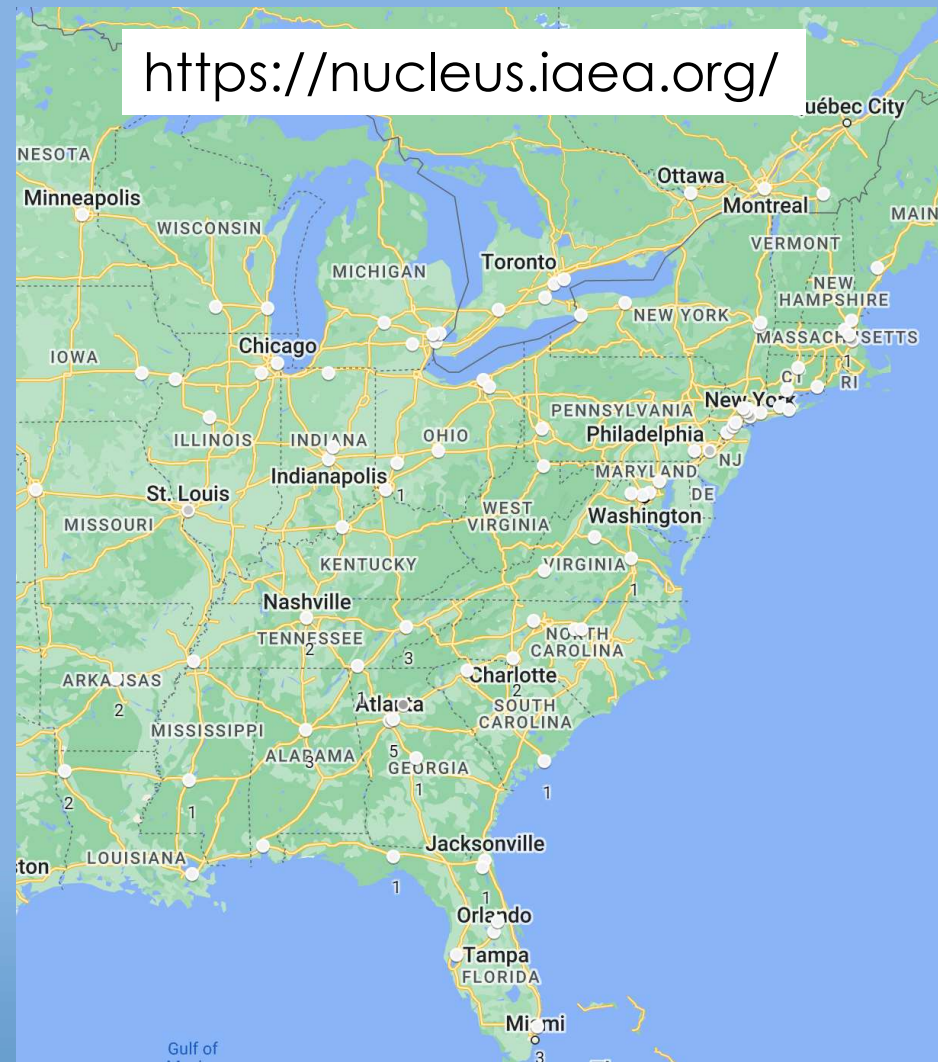 https://nucleus.iaea.org/
uébec City
NESOTA
Ottawa
Minneapolis
Montreal
MAIN
WISCONSIN
VERMONT
Toronto
MICHIGAN
NEW
HAMPSHIRE
NEW YORK
MASSACHUSETTS
Chicago
IOWA
1
CT
RI
New York
PENNSYLVANIA
ILLINOIS
INDIANA
OHIO
Philadelphia
NJ
Indianapolis
MARYLAND
St. Louis
1
DE
WEST
VIRGINIA
Washington
MISSOURI
KENTUCKY
VIRGINIA
1
Nashville
TENNESSEE
2
NORTH
CAROLINA
3
ARKANSAS
Charlotte
2
1
2
Atlanta
SOUTH
CAROLINA
MISSISSIPPI
ALABAMA
3
5
GEORGIA
1
1
2
1
Jacksonville
LOUISIANA
ston
1
1
Orlando
Tampa
FLORIDA
Miami
3
Gulf of